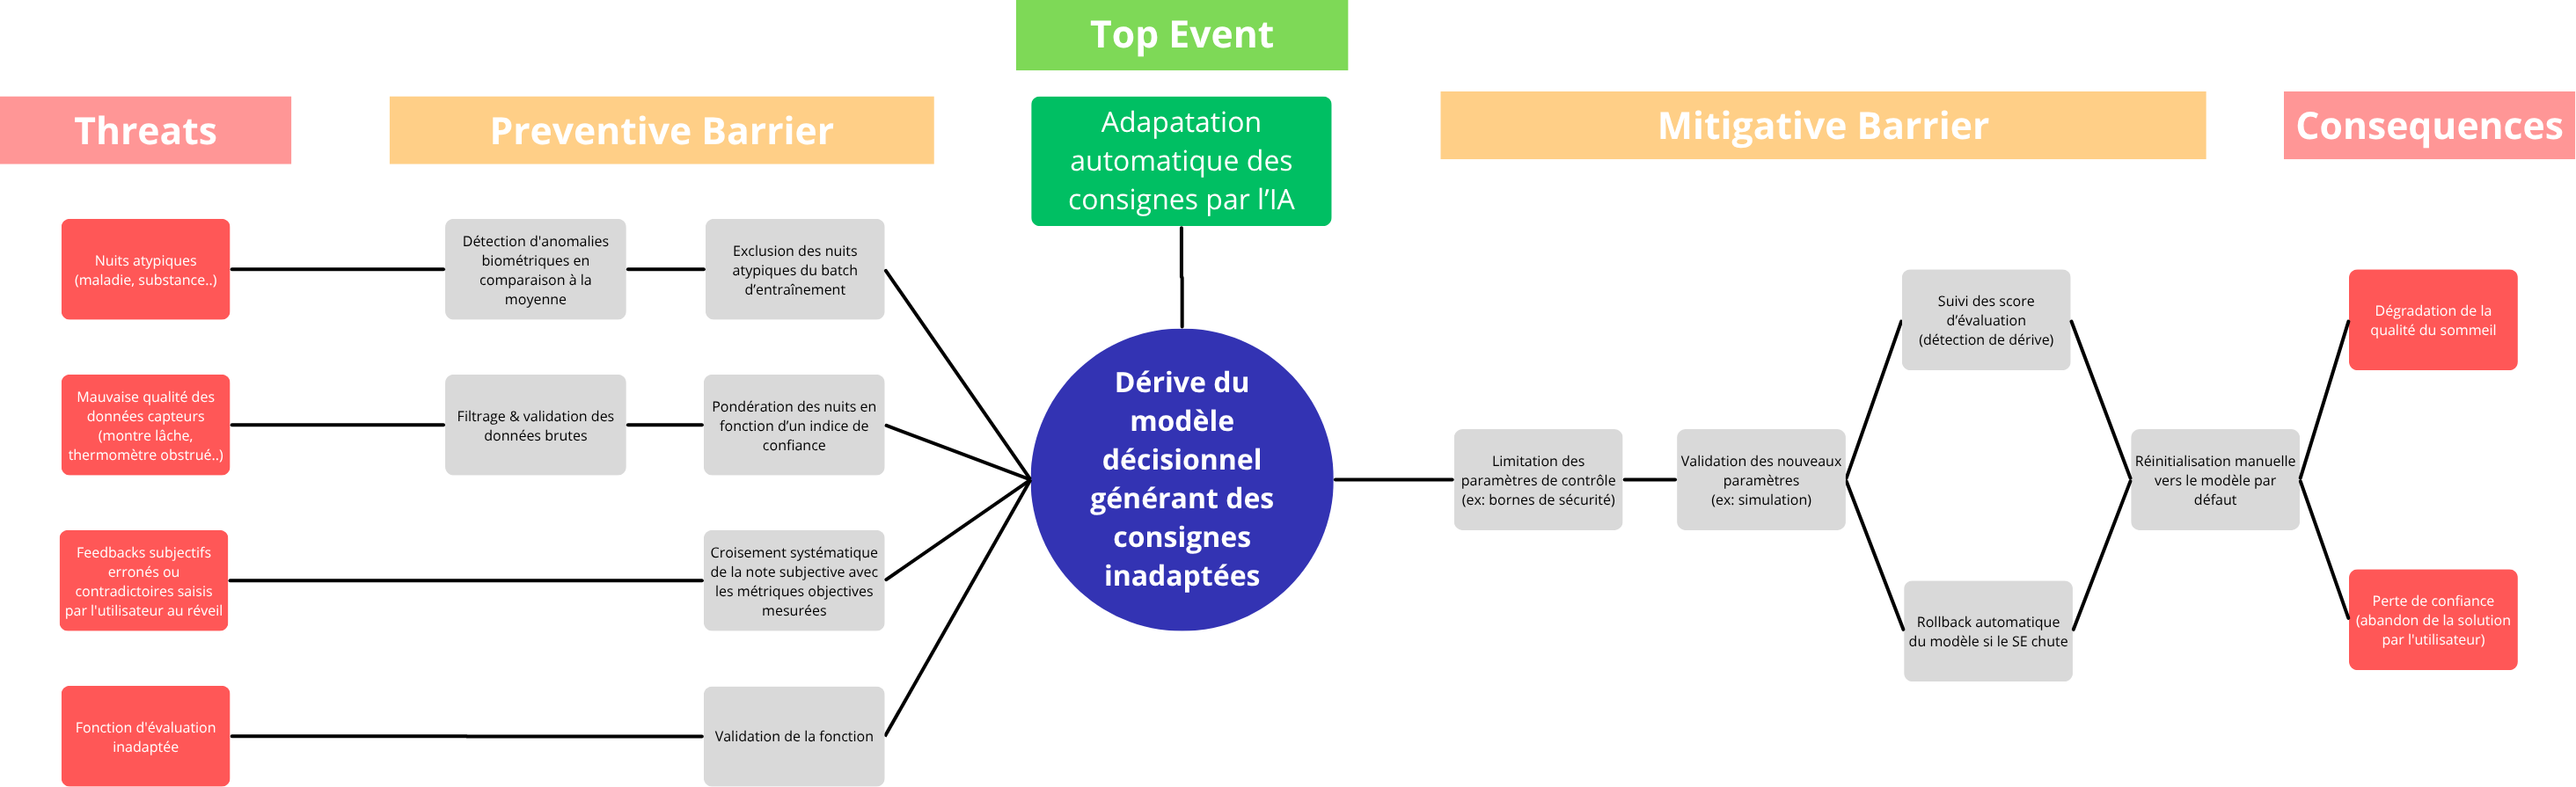 Top Event
Threats
Preventive Barrier
Adapatation
automatique des
consignes par l'IA
Mitigative Barrier
Consequences
Nuits atypiques
(maladie, substance..)
Détection d'anomalies
biométriques en
comparaison à la
moyenne
Exclusion des nuits
atypiques du batch
d'entraînement
Mauvaise qualité des
données capteurs
(montre lâche,
thermomètre obstrué..)
Filtrage & validation des
données brutes
Pondération des nuits en
fonction d'un indice de
confiance
Feedbacks subjectifs
erronés ou
contradictoires saisis
par l'utilisateur au réveil
Croisement systématique
de la note subjective avec
les métriques objectives
mesurées
Fonction d'évaluation
inadaptée
Validation de la fonction
Dérive du
modèle
décisionnel
générant des
consignes
inadaptées
Limitation des
paramètres de contrôle
(ex: bornes de sécurité)
Validation des nouveaux
paramètres
(ex: simulation)
Suivi des score
d'évaluation
(détection de dérive)
Rollback automatique
du modèle si le SE chute
Réinitialisation manuelle
vers le modèle par
défaut
Dégradation de la
qualité du sommeil
Perte de confiance
(abandon de la solution
par l'utilisateur)